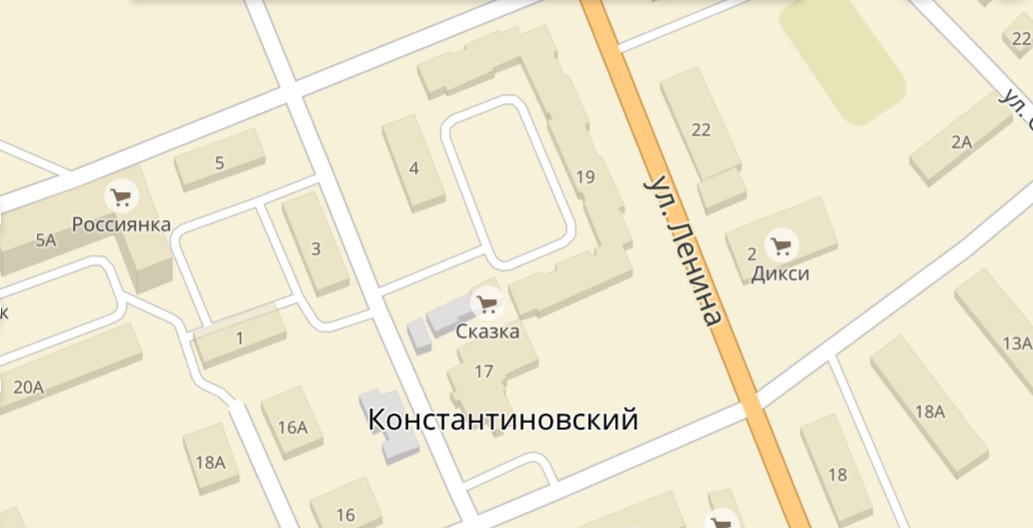 22
22
2А
5
4
19
Россиянка
5А
3
ул. Ленина
2
Дикси
Сказка
1
17
13А
20А
Константиновский
18А
16А
18А
18
16